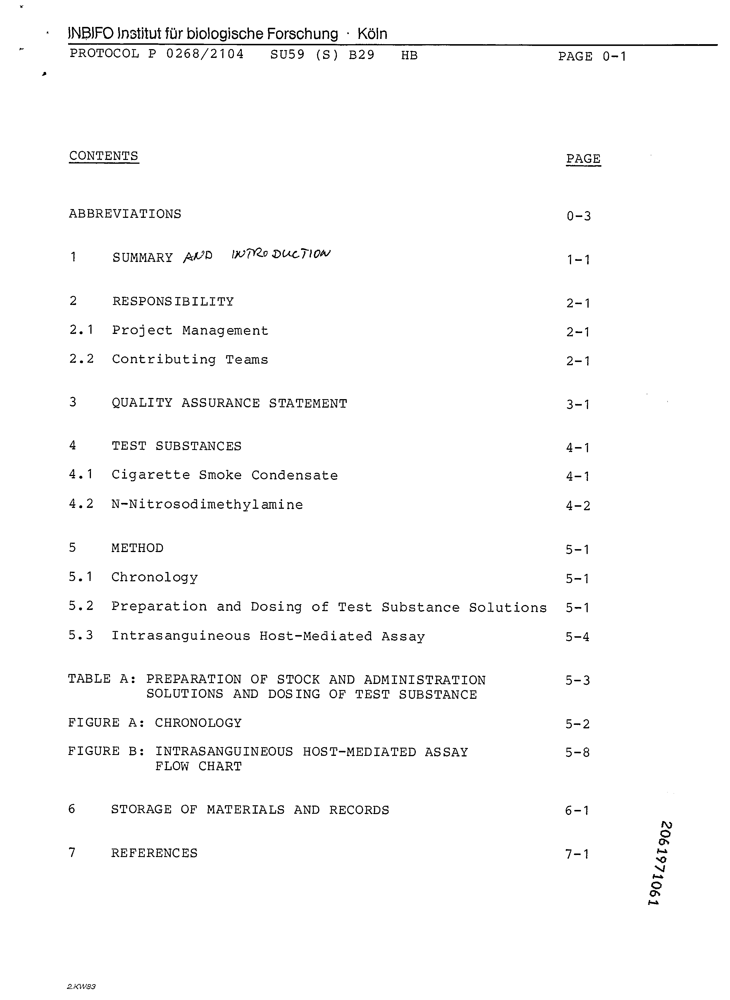 INBIFO Institut für biologische Forschung · Köln
PROTOCOL P 0268/2104 SU59 (S) B29 HB PAGE 0-1
CONTENTS PAGE
ABBREVIATIONS 0-3
1 SUMMARY AND INTRODUCTION 1-1
2 RESPONSIBILITY 2-1
2.1 Project Management 2-1
2.2 Contributing Teams 2-1
3 QUALITY ASSURANCE STATEMENT 3-1
4 TEST SUBSTANCES 4-1
4.1 Cigarette Smoke Condensate 4-1
4.2 N-Nitrosodimethylamine 4-2
5 METHOD 5-1
5.1 Chronology 5-1
5.2 Preparation and Dosing of Test Substance Solutions 5-1
5.3 Intrasanguineous Host-Mediated Assay 5-4
TABLE A: PREPARATION OF STOCK AND ADMINISTRATION 5-3
SOLUTIONS AND DOSING OF TEST SUBSTANCE
FIGURE A: CHRONOLOGY 5-2
FIGURE B: INTRASANGUINEOUS HOST-MEDIATED ASSAY 5-8
FLOW CHART
6 STORAGE OF MATERIALS AND RECORDS 6-1
7 REFERENCES 7-1
2061971061
2.KW83